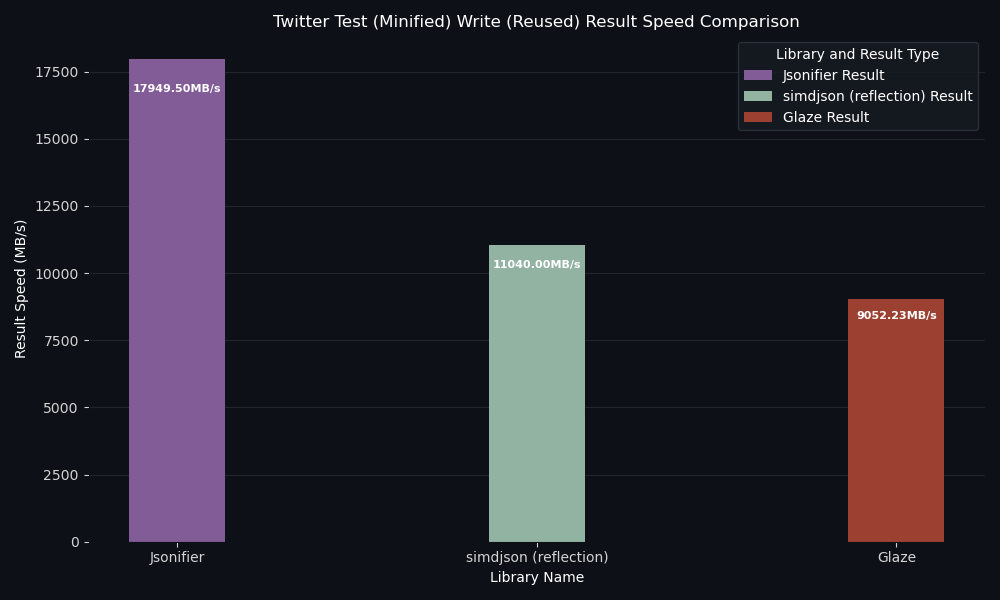 Twitter Test (Minified) Write (Reused) Result Speed Comparison
Library and Result Type
Jsonifier Result
simdjson (reflection) Result
Glaze Result
Result Speed (MB/s)
17500
15000
12500
10000
7500
5000
2500
0
17949.50MB/s
11040.00MB/s
9052.23MB/s
Jsonifier
simdjson (reflection)
Glaze
Library Name